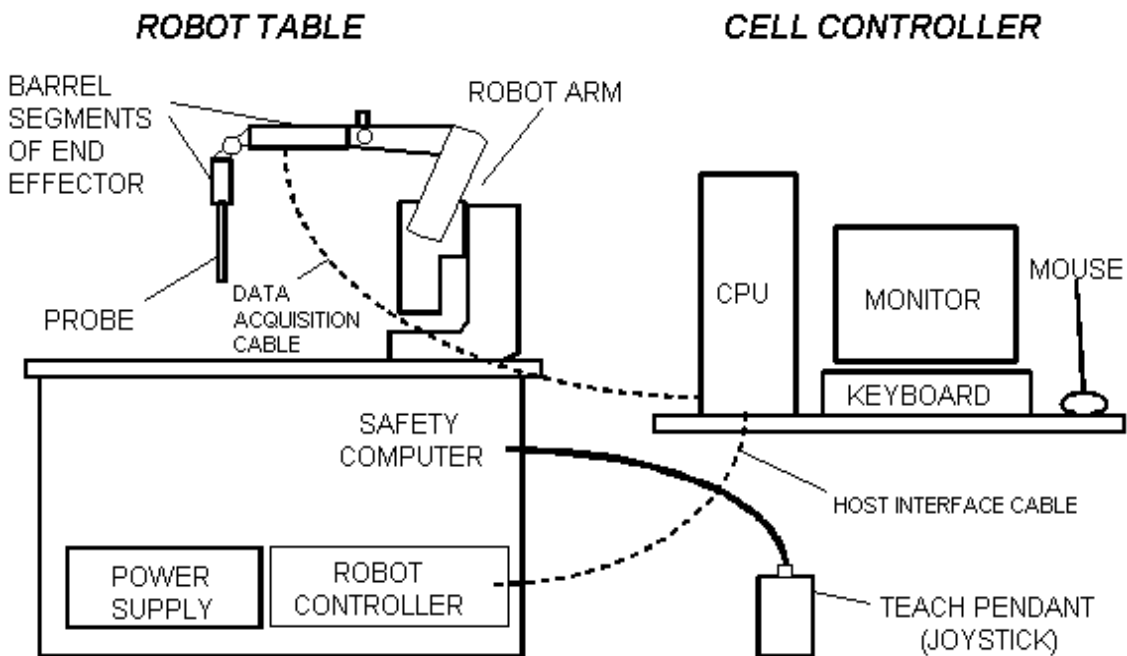 ROBOT TABLE
CELL CONTROLLER
BARREL
SEGMENTS
OF END
EFFECTOR
ROBOT ARM
PROBE
DATA
ACQUISITION
CABLE
CPU
MONITOR
MOUSE
KEYBOARD
SAFETY
COMPUTER
HOST INTERFACE CABLE
POWER
SUPPLY
ROBOT
CONTROLLER
TEACH PENDANT
(JOYSTICK)